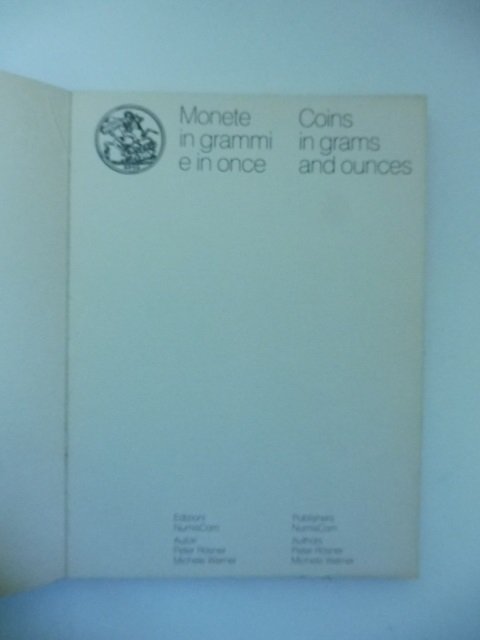 Monete
in grammi
e in once
Coins
in grams
and ounces
Edizioni
NumisCom
Autori
Peter Rösner
Michele Werner
Publishers
NumisCom
Authors
Peter Rösner
Michele Werner